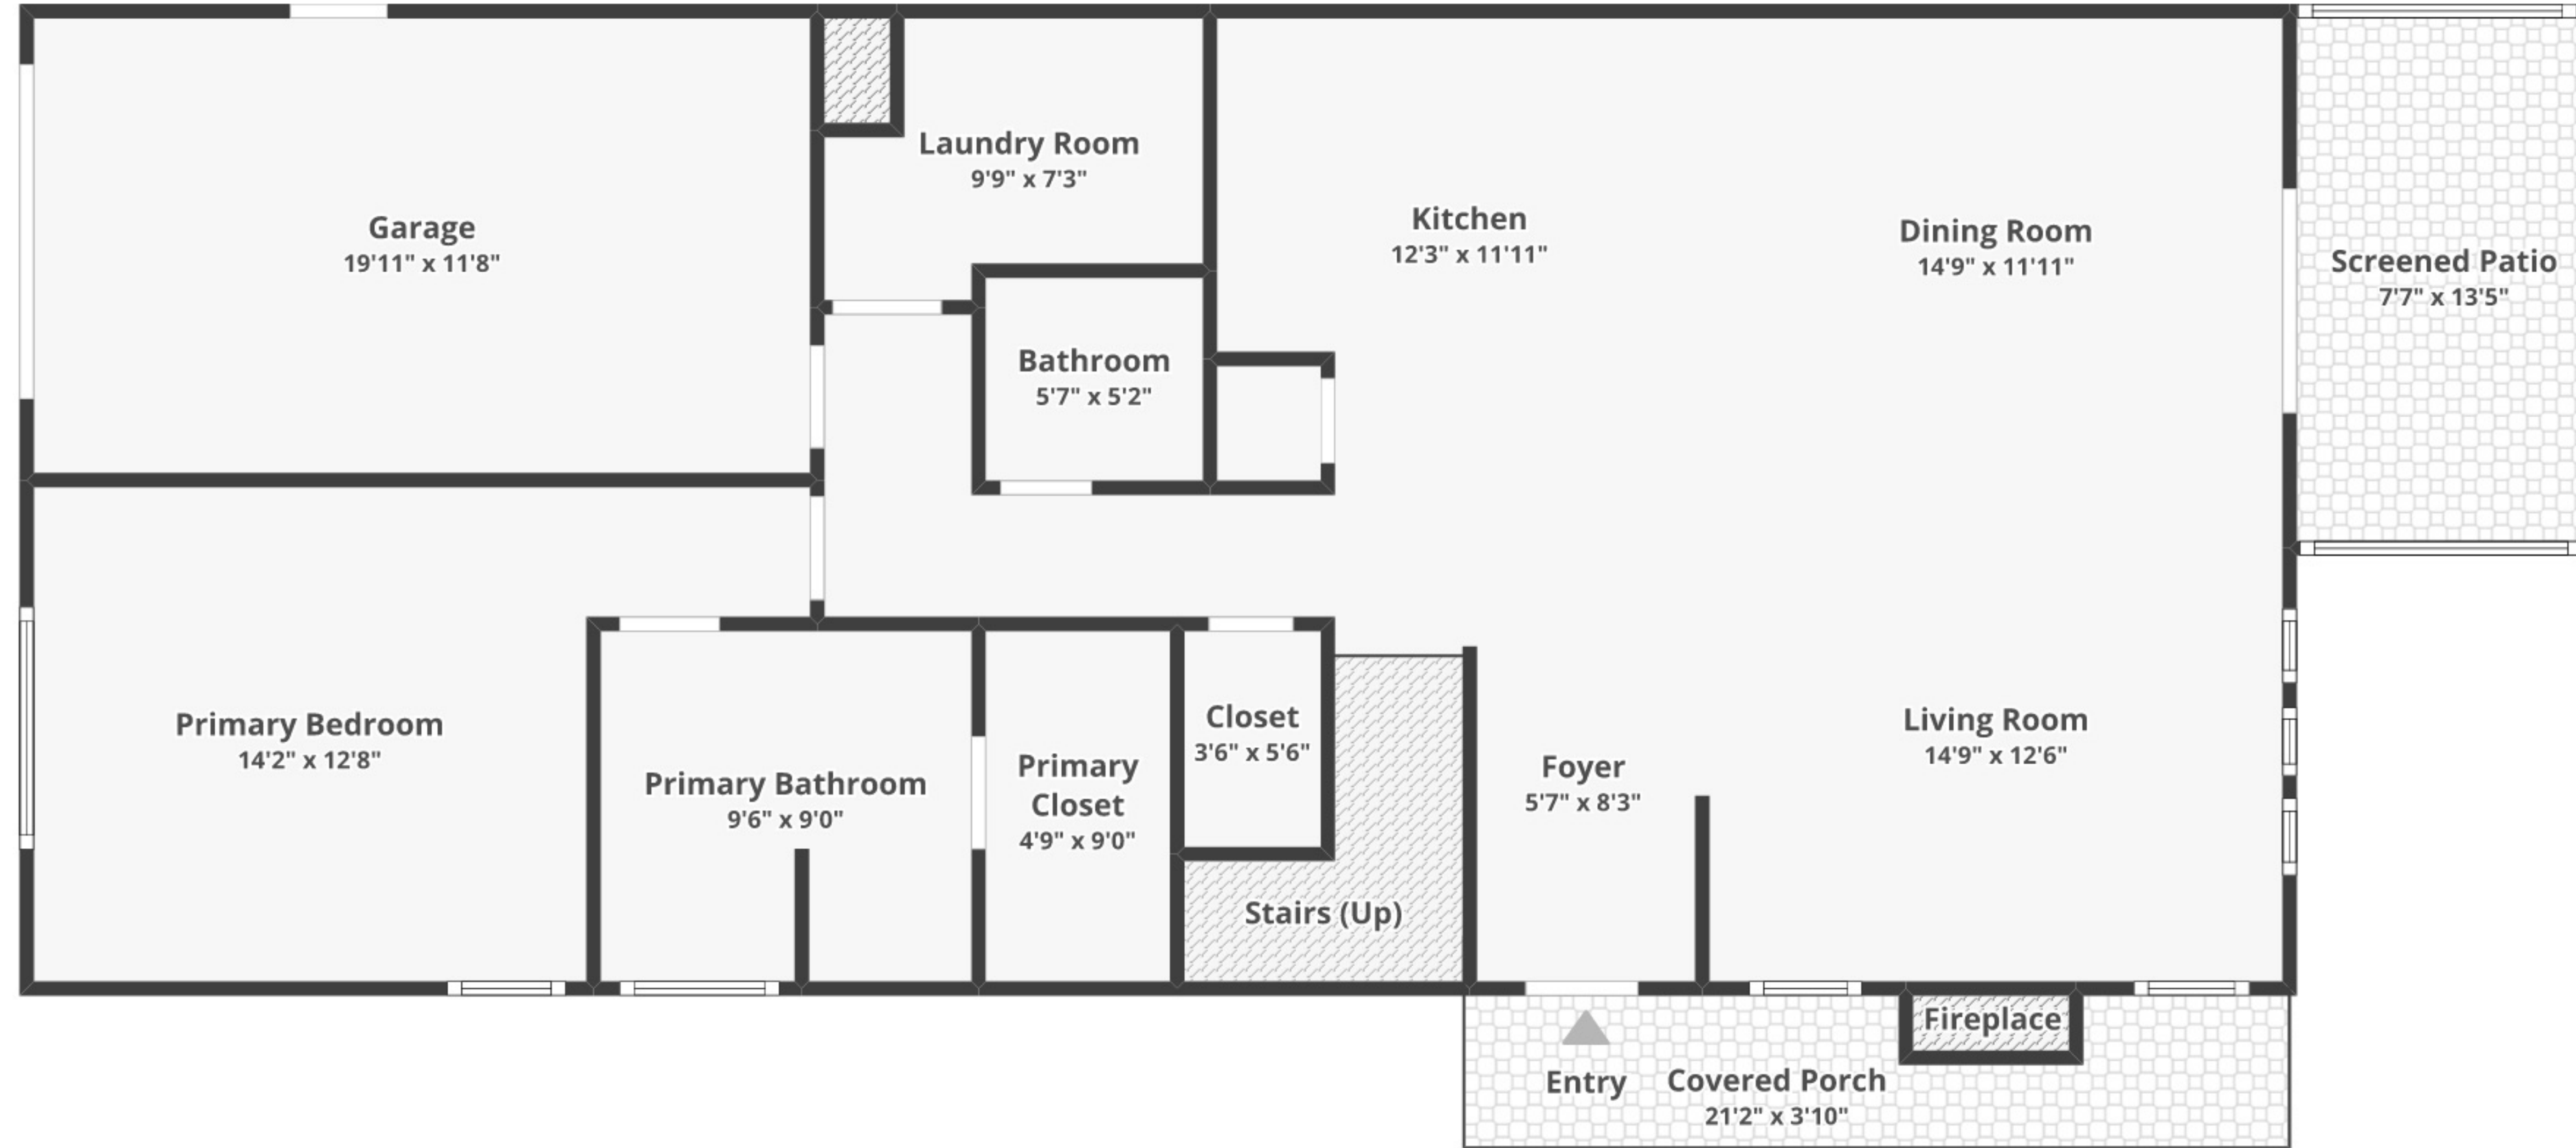 Garage
19'11" x 11'8"
Laundry Room
9'9" x 7'3"
Kitchen
12'3" x 11'11"
Dining Room
14'9" x 11'11"
Screened Patio
7'7" x 13'5"
Bathroom
5'7" x 5'2"
Primary Bedroom
14'2" x 12'8"
Primary Bathroom
9'6" x 9'0"
Primary
Closet
4'9" x 9'0"
Closet
3'6" x 5'6"
Stairs (Up)
Foyer
5'7" x 8'3"
Living Room
14'9" x 12'6"
Fireplace
Entry
Covered Porch
21'2" x 3'10"